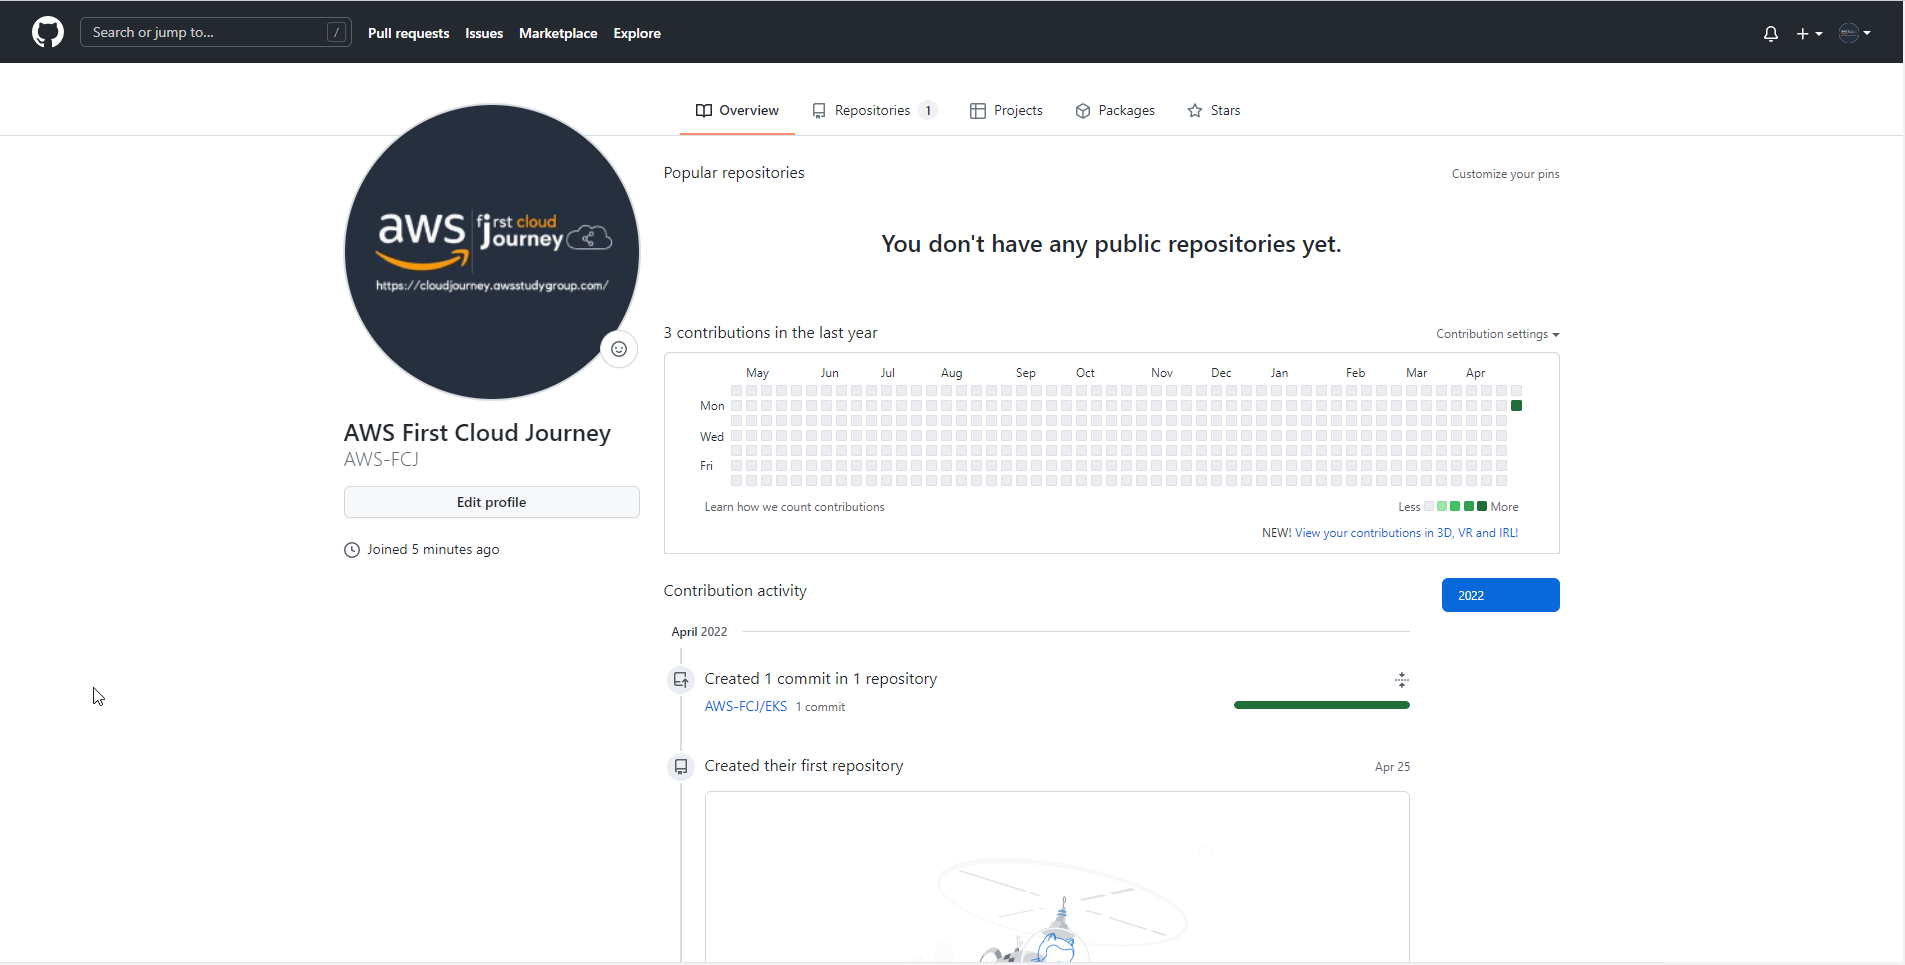 Search or jump to...
/
Pull requests
Issues
Marketplace
Explore
Overview
Repositories 1
Projects
Packages
Stars
aws
first cloud
journey
https://cloudjourney.awsstudygroup.com/
AWS First Cloud Journey
AWS-FCJ
Edit profile
Joined 5 minutes ago
Popular repositories
Customize your pins
You don't have any public repositories yet.
3 contributions in the last year
Contribution settings
May Jun Jul Aug Sep Oct Nov Dec Jan Feb Mar Apr
Mon
Wed
Fri
Learn how we count contributions
Less More
NEW! View your contributions in 3D, VR and IRL!
Contribution activity
2022
April 2022
Created 1 commit in 1 repository
AWS-FCJ/EKS 1 commit
Created their first repository
Apr 25